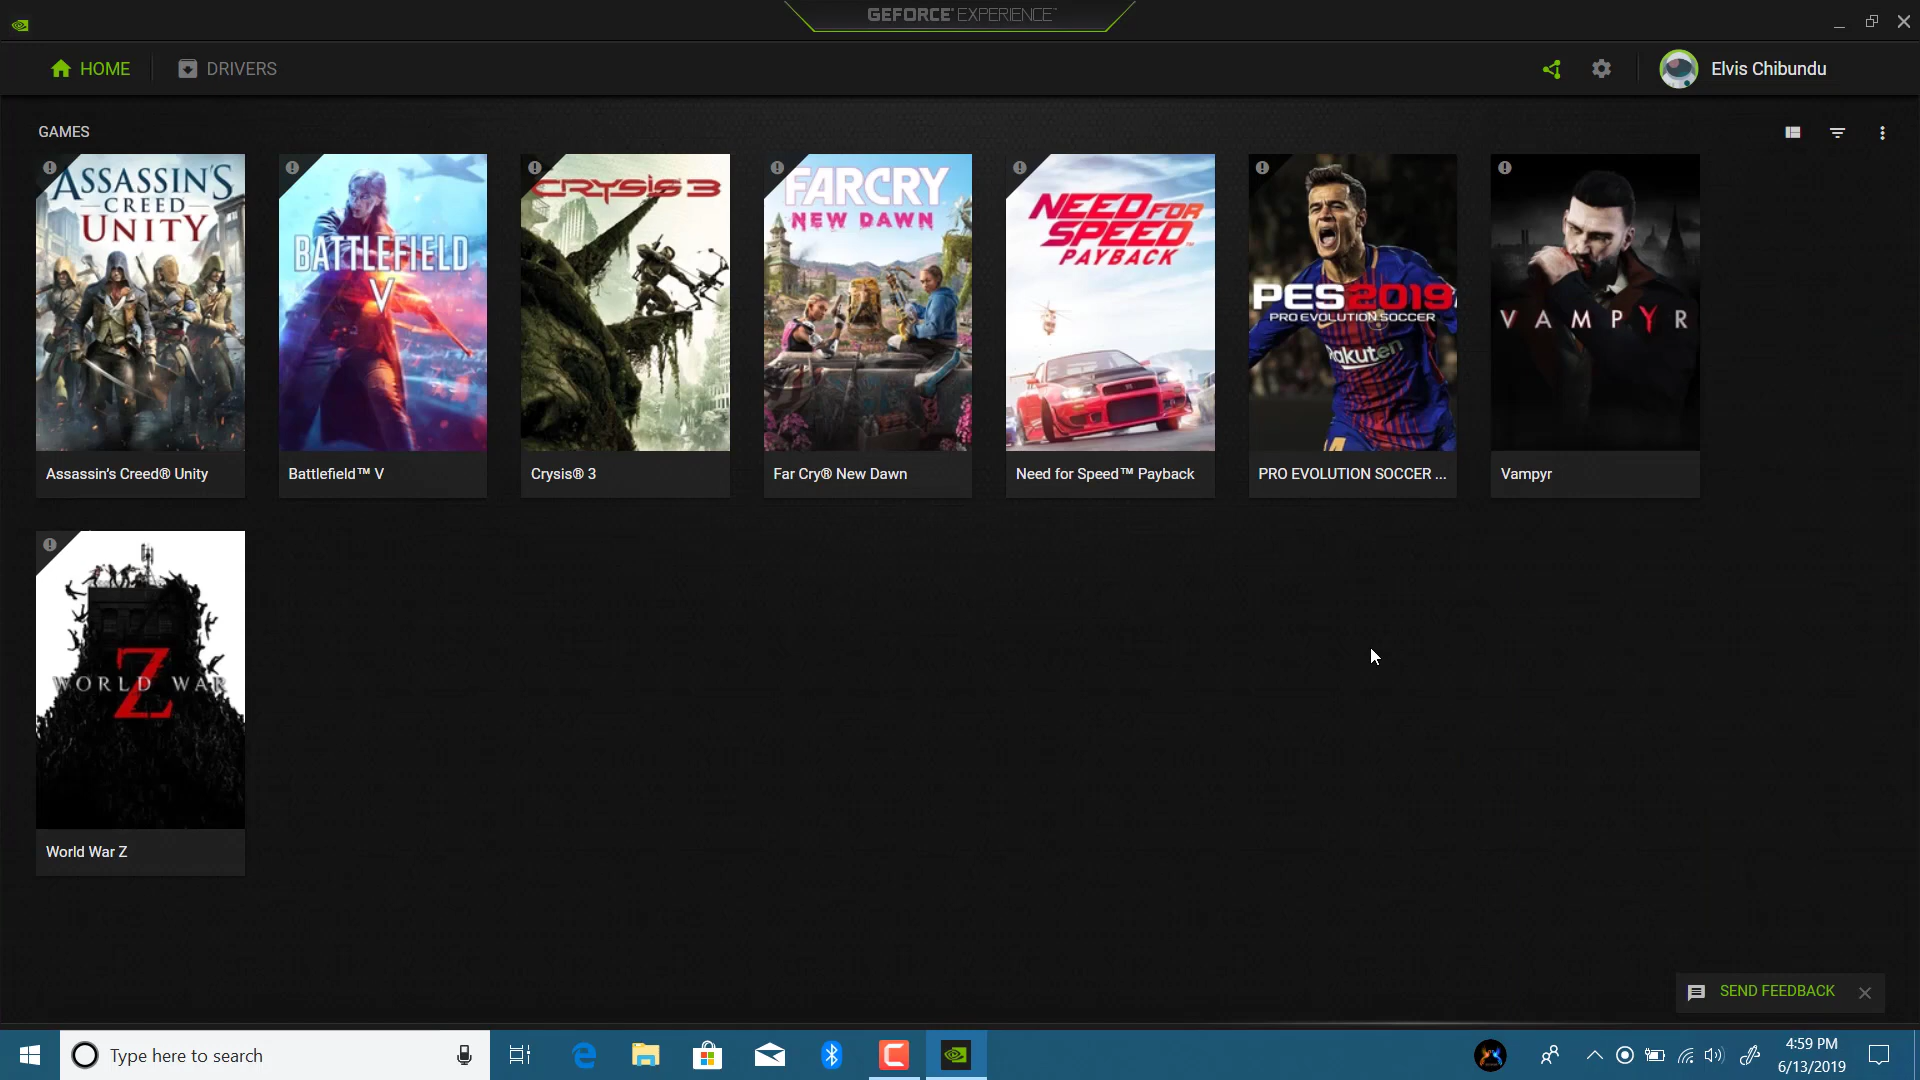 GEFORCE® EXPERIENCE™
HOME
DRIVERS
Elvis Chibundu
GAMES
ASSASSIN'S
CREED
UNITY
Assassin's Creed® Unity
BATTLEFIELD
V
Battlefield™ V
CRYSIS 3
Crysis® 3
FARCRY
NEW DAWN
Far Cry® New Dawn
NEED FOR
SPEED™
PAYBACK
Need for Speed™ Payback
PES2019
PRO EVOLUTION SOCCER
Rakuten
PRO EVOLUTION SOCCER ...
VAMPYR
Vampyr
WORLD WAR
Z
World War Z
SEND FEEDBACK
Type here to search
4:59 PM
6/13/2019